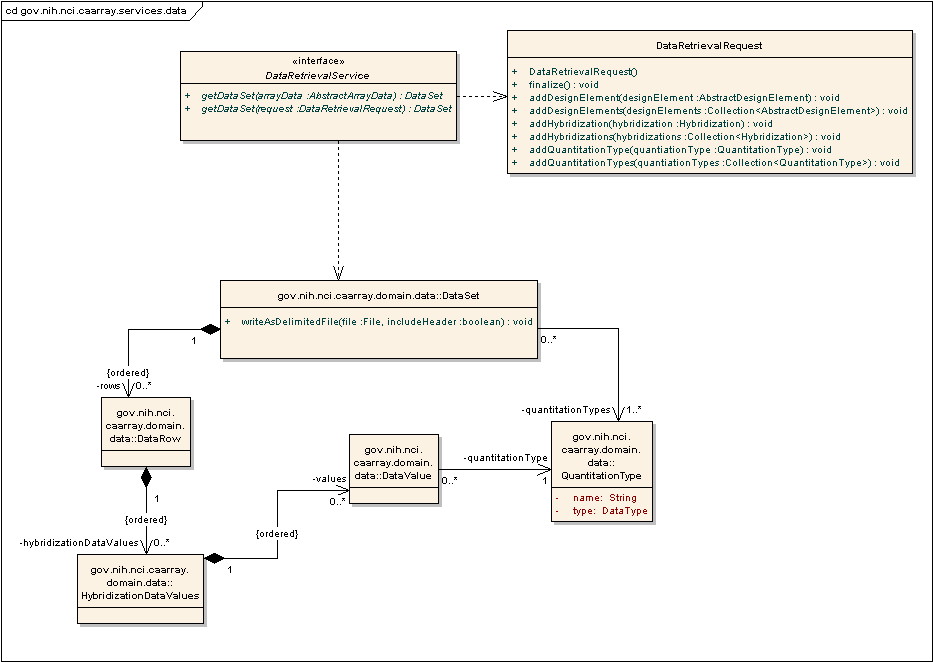 cd gov.nih.nci.caarray.services.data
«interface»
DataRetrievalService
+ getDataSet(arrayData :AbstractArrayData) : DataSet
+ getDataSet(request :DataRetrievalRequest) : DataSet
DataRetrievalRequest
+ DataRetrievalRequest()
+ finalize() : void
+ addDesignElement(designElement :AbstractDesignElement) : void
+ addDesignElements(designElements :Collection<AbstractDesignElement>) : void
+ addHybridization(hybridization :Hybridization) : void
+ addHybridizations(hybridizations :Collection<Hybridization>) : void
+ addQuantitationType(quantiationType :QuantitationType) : void
+ addQuantitationTypes(quantiationTypes :Collection<QuantitationType>) : void
gov.nih.nci.caarray.domain.data::DataSet
+ writeAsDelimitedFile(file :File, includeHeader :boolean) : void
1
0..*
{ordered}
-rows
0..*
-quantitationTypes
1..*
gov.nih.nci.
caarray.domain.
data::DataRow
gov.nih.nci.
caarray.domain.
data::DataValue
-quantitationType
0..*
1
gov.nih.nci.
caarray.domain.
data::
QuantitationType
- name: String
- type: DataType
1
{ordered}
-hybridizationDataValues
0..*
-values
0..*
{ordered}
1
gov.nih.nci.caarray.
domain.data::
HybridizationDataValues